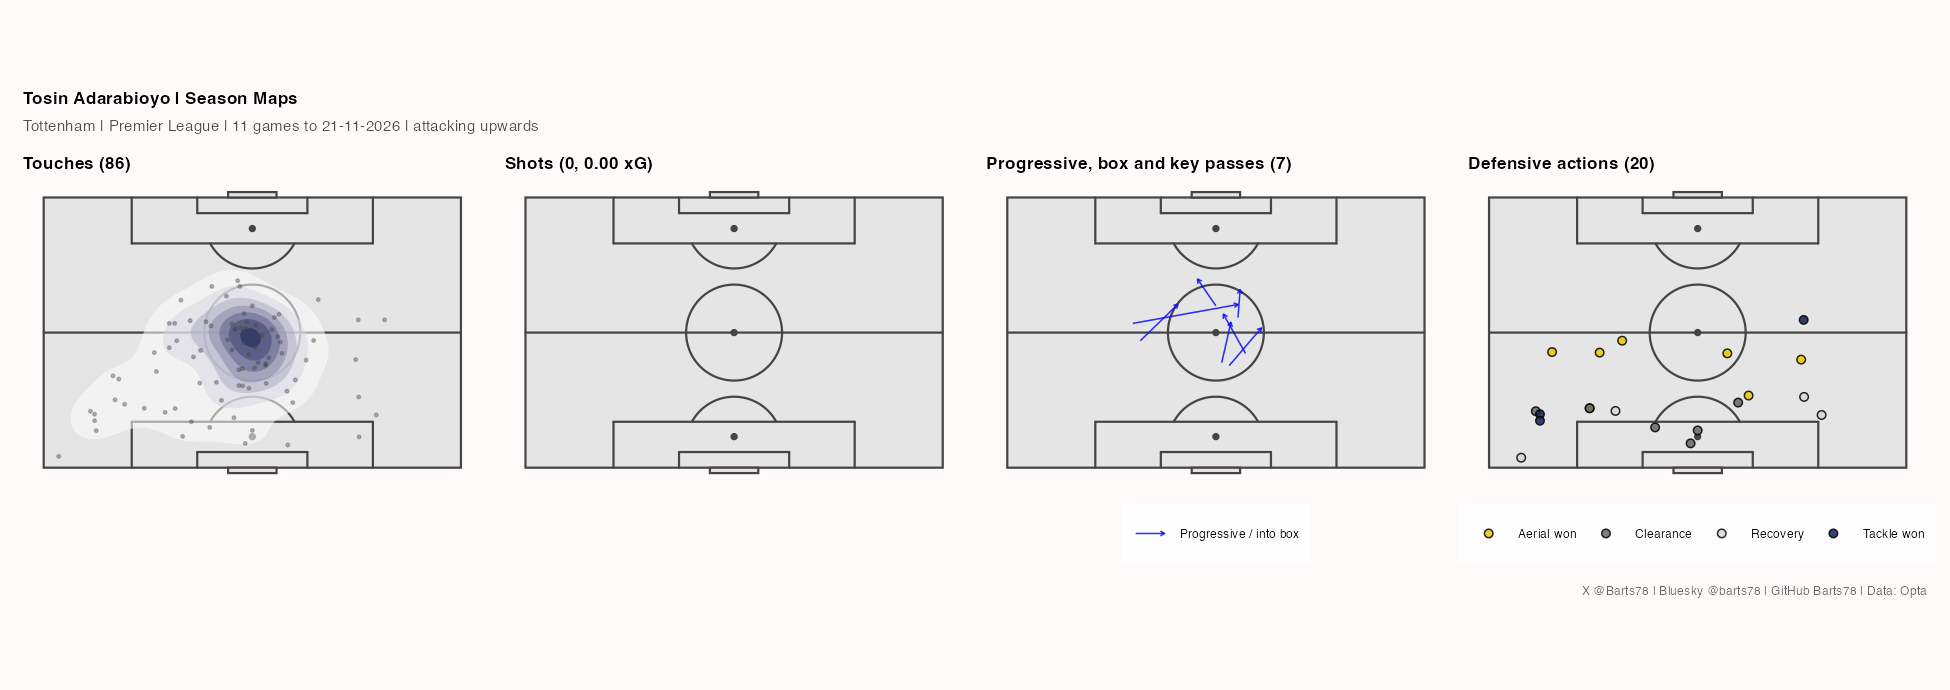 Tosin Adarabioyo | Season Maps
Tottenham | Premier League | 11 games to 21-11-2026 | attacking upwards
Touches (86)
Shots (0, 0.00 xG)
Progressive, box and key passes (7)
Defensive actions (20)
Progressive / into box
Aerial won
Clearance
Recovery
Tackle won
X @Barts78 | Bluesky @barts78 | GitHub Barts78 | Data: Opta